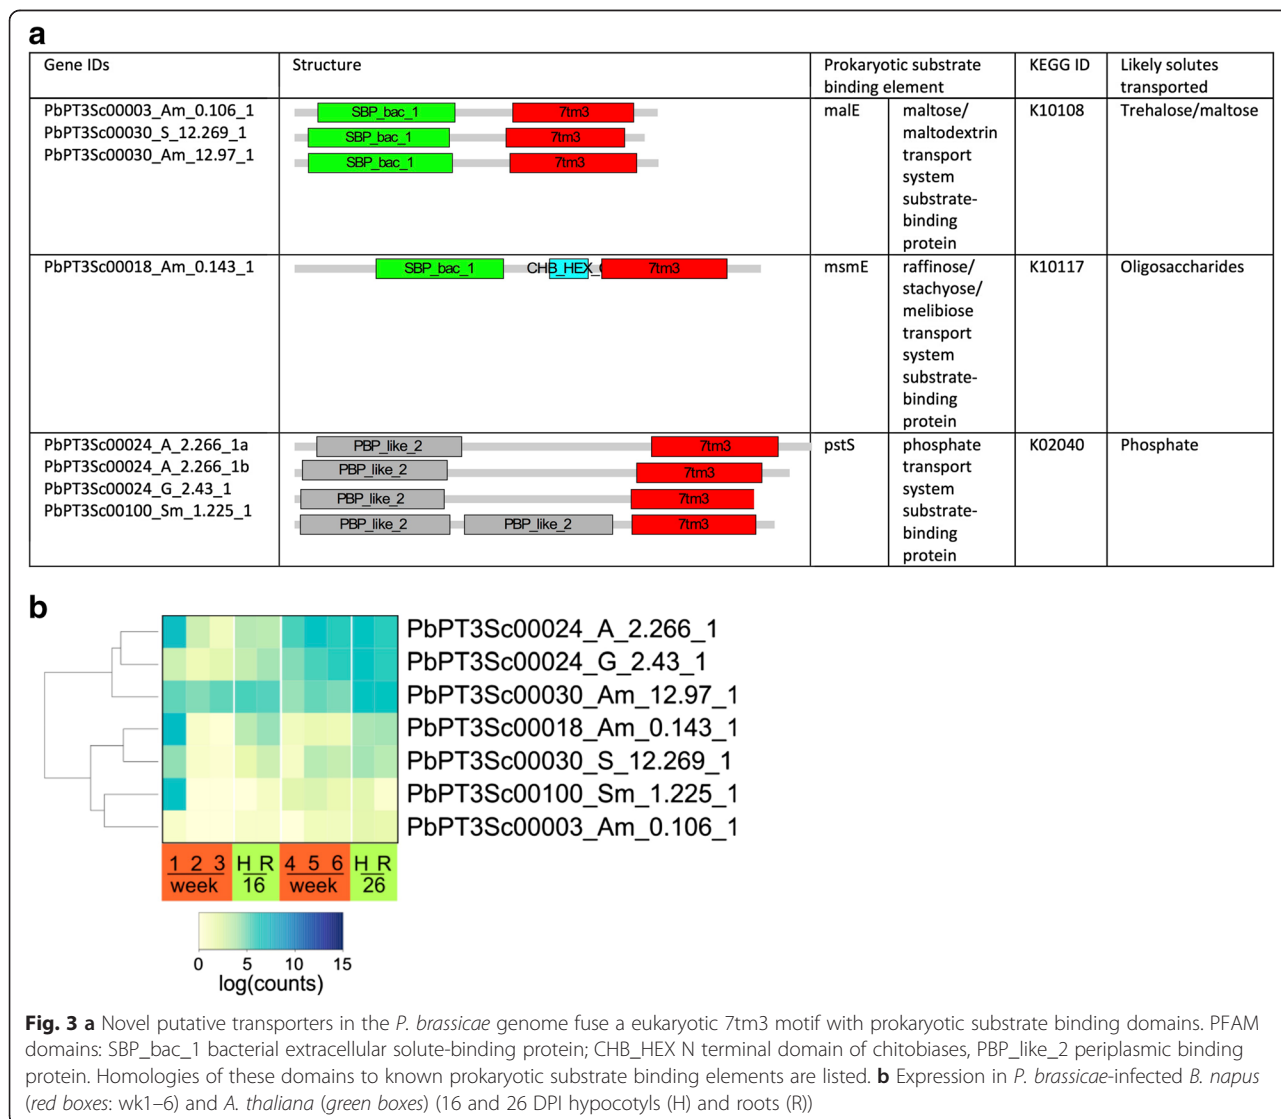 a
Gene IDs
Structure
Prokaryotic substrate
binding element
KEGG ID
Likely solutes
transported
PbPT3Sc00003_Am_0.106_1
PbPT3Sc00030_S_12.269_1
PbPT3Sc00030_Am_12.97_1
SBP_bac_1 7tm3
SBP_bac_1 7tm3
SBP_bac_1 7tm3
malE
maltose/
maltodextrin
transport
system
substrate-
binding
protein
K10108
Trehalose/maltose
PbPT3Sc00018_Am_0.143_1
SBP_bac_1 CHB_HEX_ 7tm3
msmE
raffinose/
stachyose/
melibiose
transport
system
substrate-
binding
protein
K10117
Oligosaccharides
PbPT3Sc00024_A_2.266_1a
PbPT3Sc00024_A_2.266_1b
PbPT3Sc00024_G_2.43_1
PbPT3Sc00100_Sm_1.225_1
PBP_like_2 7tm3
PBP_like_2 7tm3
PBP_like_2 7tm3
PBP_like_2 PBP_like_2 7tm3
pstS
phosphate
transport
system
substrate-
binding
protein
K02040
Phosphate
b
PbPT3Sc00024_A_2.266_1
PbPT3Sc00024_G_2.43_1
PbPT3Sc00030_Am_12.97_1
PbPT3Sc00018_Am_0.143_1
PbPT3Sc00030_S_12.269_1
PbPT3Sc00100_Sm_1.225_1
PbPT3Sc00003_Am_0.106_1
1 2 3 H R 4 5 6 H R
week 16 week 26
0 5 10 15
log(counts)
Fig. 3 a Novel putative transporters in the P. brassicae genome fuse a eukaryotic 7tm3 motif with prokaryotic substrate binding domains. PFAM
domains: SBP_bac_1 bacterial extracellular solute-binding protein; CHB_HEX N terminal domain of chitobiases, PBP_like_2 periplasmic binding
protein. Homologies of these domains to known prokaryotic substrate binding elements are listed. b Expression in P. brassicae-infected B. napus
(red boxes: wk1–6) and A. thaliana (green boxes) (16 and 26 DPI hypocotyls (H) and roots (R))